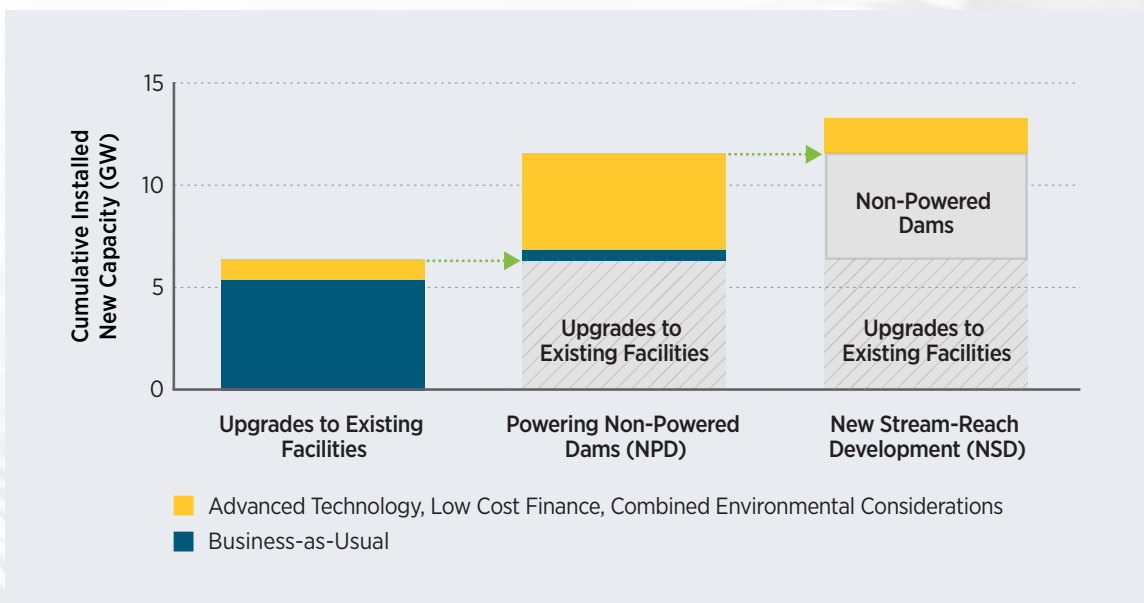 Cumulative Installed
New Capacity (GW)
15
10
5
0
Upgrades to
Existing Facilities
Non-Powered
Dams
Upgrades to
Existing Facilities
Upgrades to Existing
Facilities
Powering Non-Powered
Dams (NPD)
New Stream-Reach
Development (NSD)
Advanced Technology, Low Cost Finance, Combined Environmental Considerations
Business-as-Usual